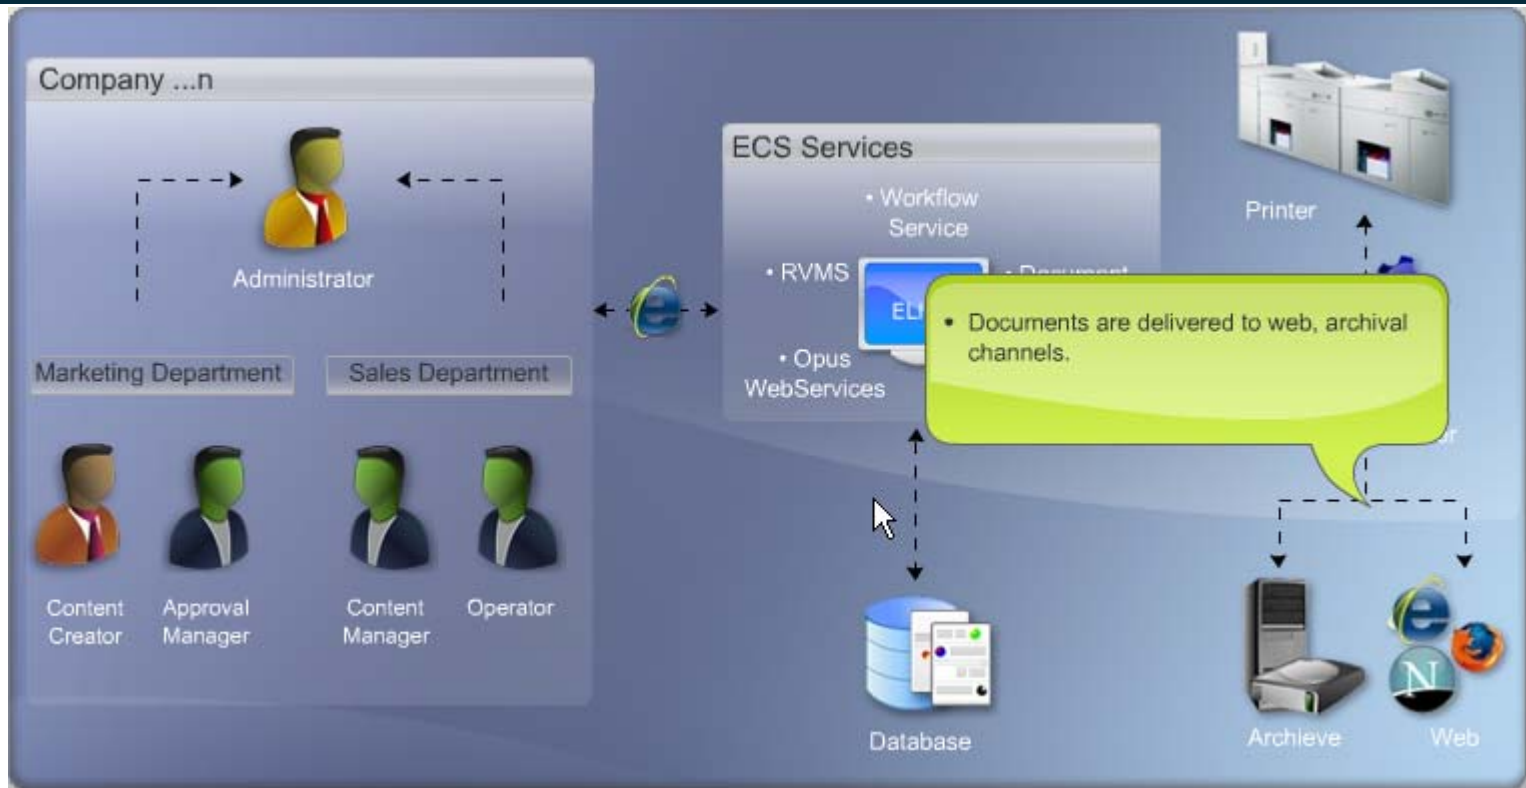 Company ...n
Administrator
Marketing Department
Sales Department
Content
Creator
Approval
Manager
Content
Manager
Operator
ECS Services
• Workflow
Service
• RVMS
• Document
• Opus
WebServices
• Documents are delivered to web, archival
channels.
Printer
Database
Archieve
Web